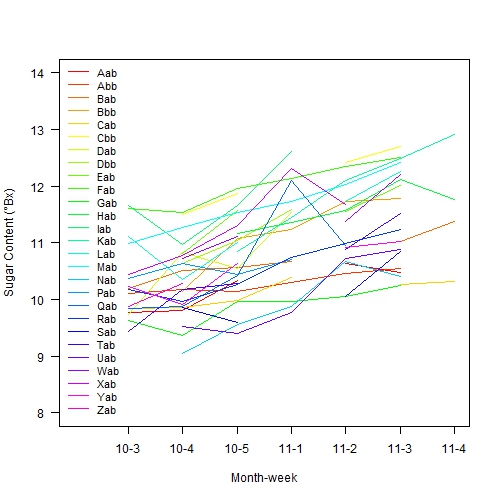 14
13
12
11
10
9
8
Sugar Content (°Bx)
Aab
Abb
Bab
Bbb
Cab
Cbb
Dab
Dbb
Eab
Fab
Gab
Hab
Iab
Kab
Lab
Mab
Nab
Pab
Qab
Rab
Sab
Tab
Uab
Wab
Xab
Yab
Zab
10-3 10-4 10-5 11-1 11-2 11-3 11-4
Month-week